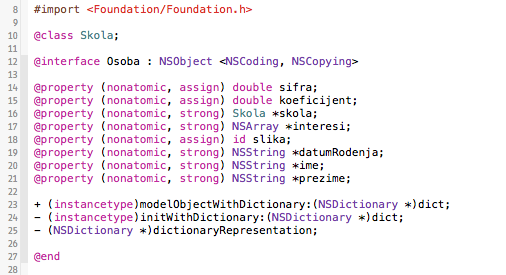 8 #import <Foundation/Foundation.h>
9
10 @class Skola;
11
12 @interface Osoba : NSObject <NSCoding, NSCopying>
13
14 @property (nonatomic, assign) double sifra;
15 @property (nonatomic, assign) double koeficijent;
16 @property (nonatomic, strong) Skola *skola;
17 @property (nonatomic, strong) NSArray *interesi;
18 @property (nonatomic, assign) id slika;
19 @property (nonatomic, strong) NSString *datumRodenja;
20 @property (nonatomic, strong) NSString *ime;
21 @property (nonatomic, strong) NSString *prezime;
22
23 + (instancetype)modelObjectWithDictionary:(NSDictionary *)dict;
24 - (instancetype)initWithDictionary:(NSDictionary *)dict;
25 - (NSDictionary *)dictionaryRepresentation;
26
27 @end
28